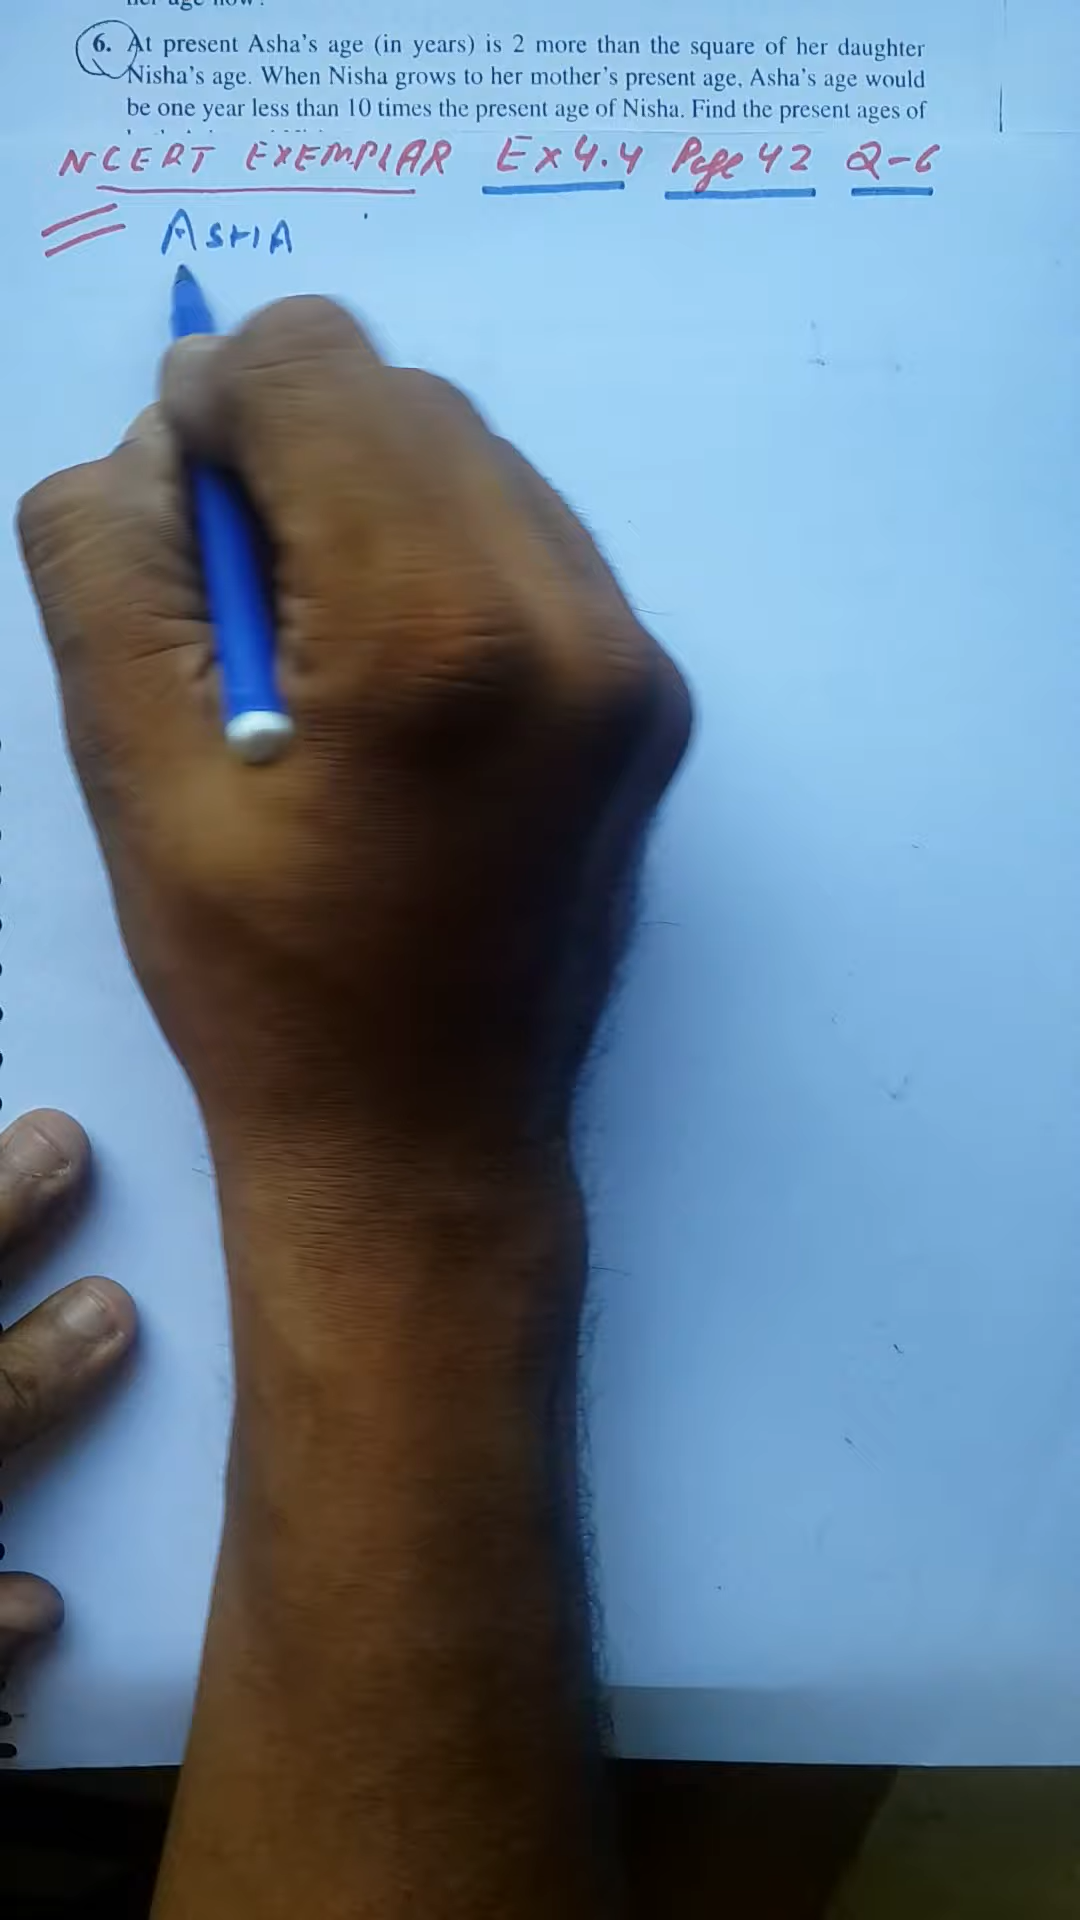 6. At present Asha's age (in years) is 2 more than the square of her daughter
Nisha's age. When Nisha grows to her mother's present age, Asha's age would
be one year less than 10 times the present age of Nisha. Find the present ages of
NCERT EXEMPLAR Ex 4.4 Page 42 Q-6
ASHA